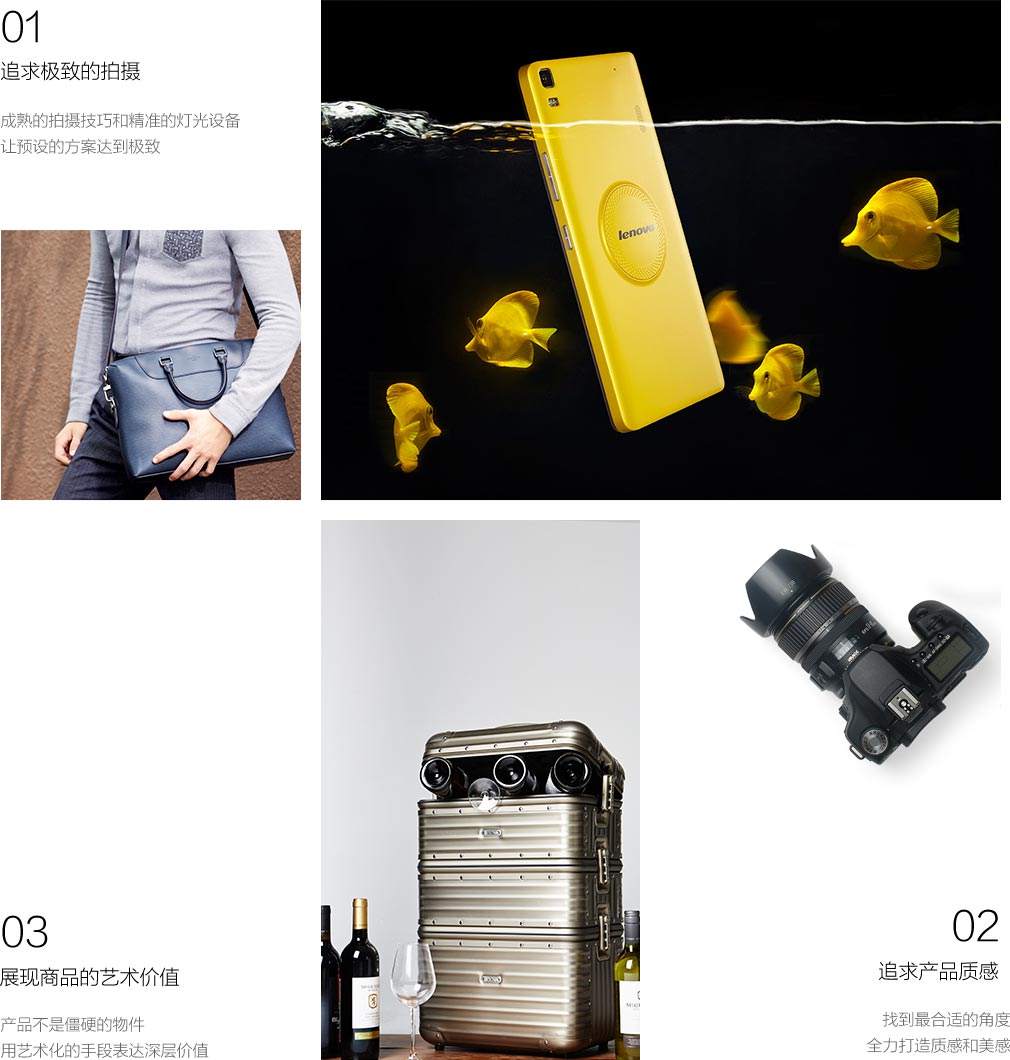 01
追求极致的拍摄
成熟的拍摄技巧和精准的灯光设备
让预设的方案达到极致
lenovo
03
展现商品的艺术价值
产品不是僵硬的物件
用艺术化的手段表达深层价值
02
追求产品质感
找到最合适的角度
全力打造质感和美感